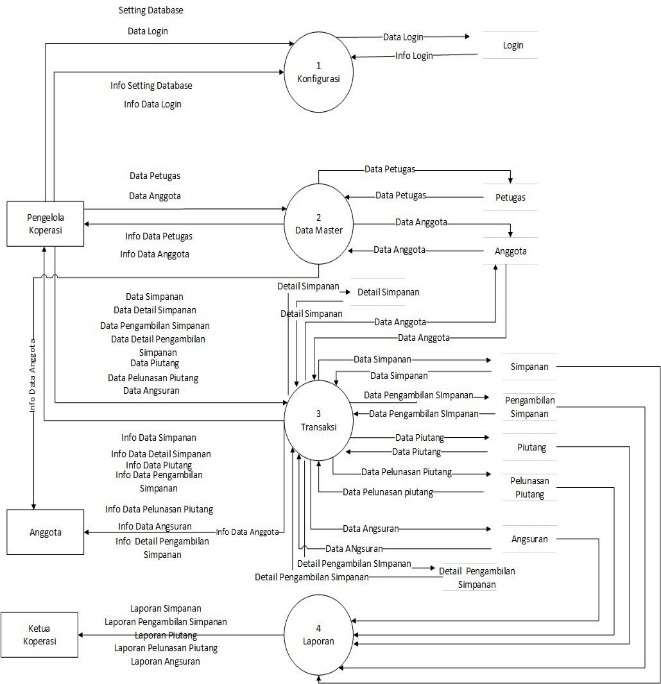 Setting Database
Data Login
Data Login
Info Login
Login
1
Konfigurasi
Info Setting Database
Info Data Login
Data Petugas
Data Petugas
Data Anggota
Data Petugas
Petugas
Pengelola
Koperasi
2
Data Master
Data Anggota
Info Data Petugas
Info Data Anggota
Data Anggota
Anggota
Detail Simpanan
Detail Simpanan
Data Simpanan
Data Detail Simpanan
Detail Simpanan
Data Pengambilan Simpanan
Data Anggota
Data Detail Pengambilan
Simpanan
Data Anggota
Data Piutang
Data Pelunasan Piutang
Data Angsuran
Info Data Anggota
Data Simpanan
Simpanan
Data Simpanan
Data Pengambilan SImpanan
Pengambilan
Simpanan
Data Pengambilan SImpanan
3
Transaksi
Info Data Simpanan
Data Piutang
Data Piutang
Piutang
Info Data Detail Simpanan
Info Data Piutang
Info Data Pengambilan
Simpanan
Data Pelunasan Piutang
Data Pelunasan piutang
Pelunasan
Piutang
Info Data Pelunasan Piutang
Info Data Angsuran
Info Detail Pengambilan
Simpanan
Anggota
Info Data Anggota
Data Angsuran
Angsuran
Data ANgsuran
Detail Pengambilan SImpanan
Detail Pengambilan Simpanan
Detail Pengambilan
Simpanan
Laporan Simpanan
Laporan Pengambilan Simpanan
Laporan Piutang
Laporan Pelunasan Piutang
Laporan Angsuran
Ketua
Koperasi
4
Laporan